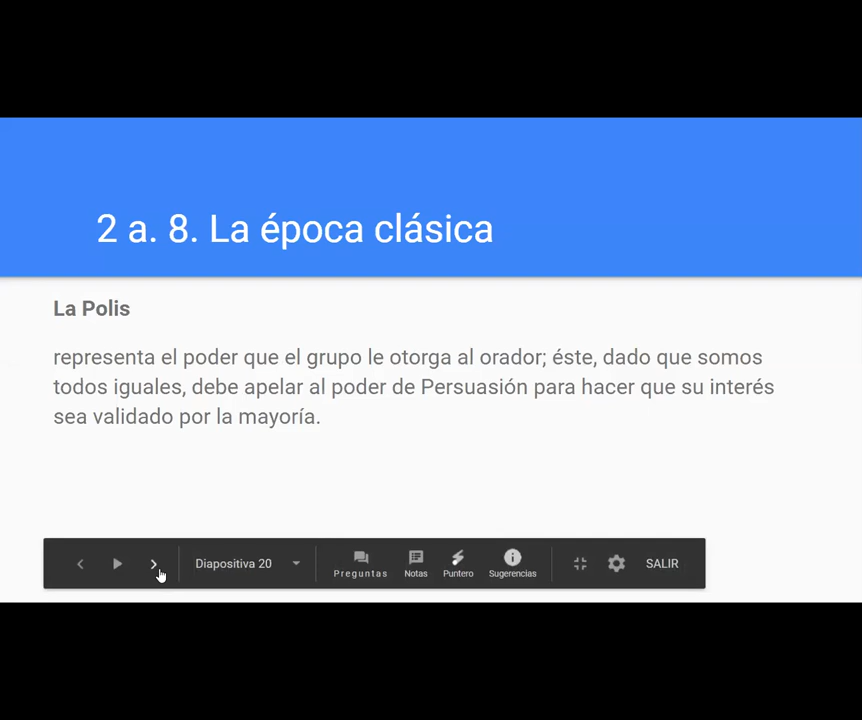 2 a. 8. La época clásica
La Polis
representa el poder que el grupo le otorga al orador; éste, dado que somos
todos iguales, debe apelar al poder de Persuasión para hacer que su interés
sea validado por la mayoría.
Diapositiva 20
Preguntas
Notas
Puntero
Sugerencias
SALIR